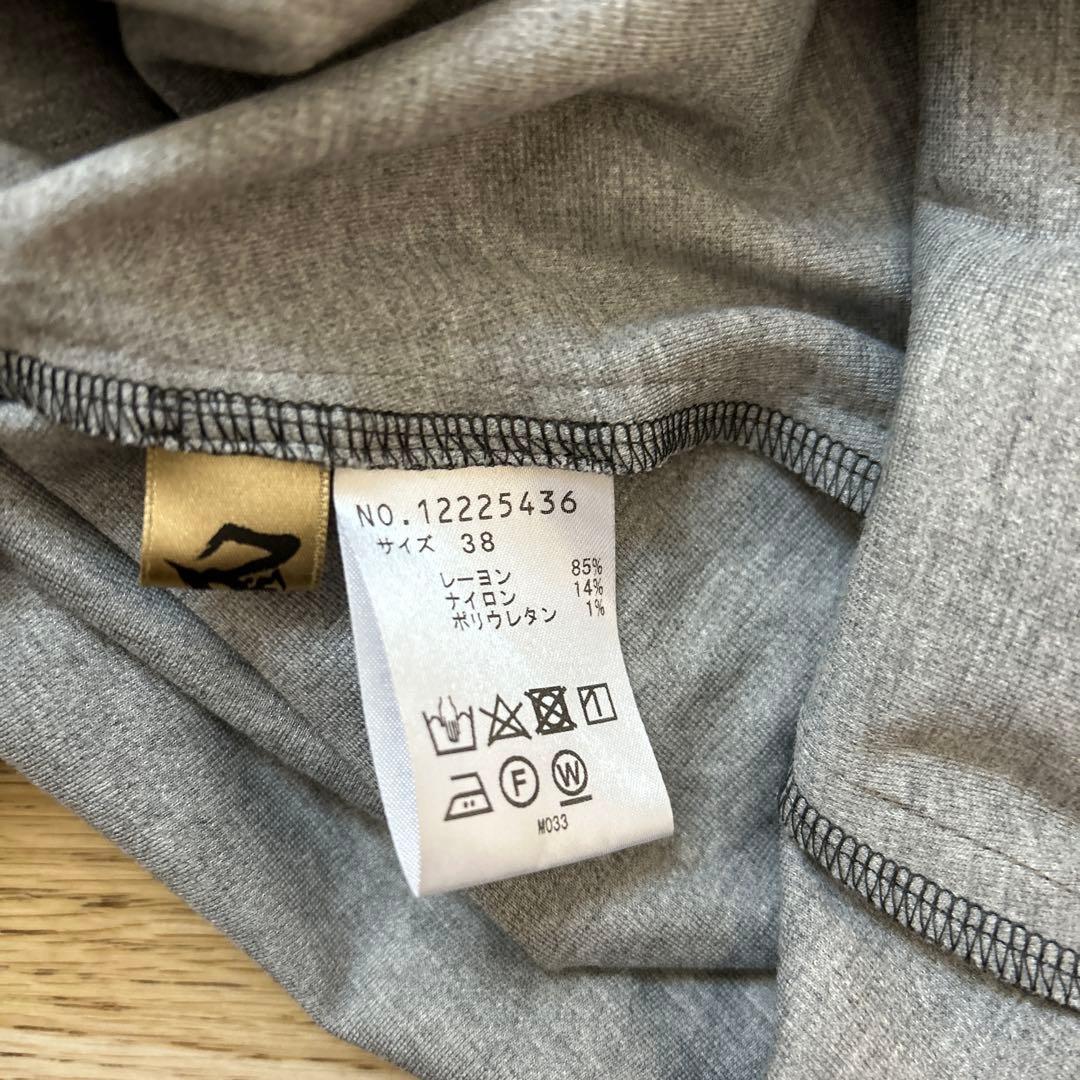 NO.12225436
サイズ 38
レーヨン 85%
ナイロン 14%
ポリウレタン 1%
F W
M033